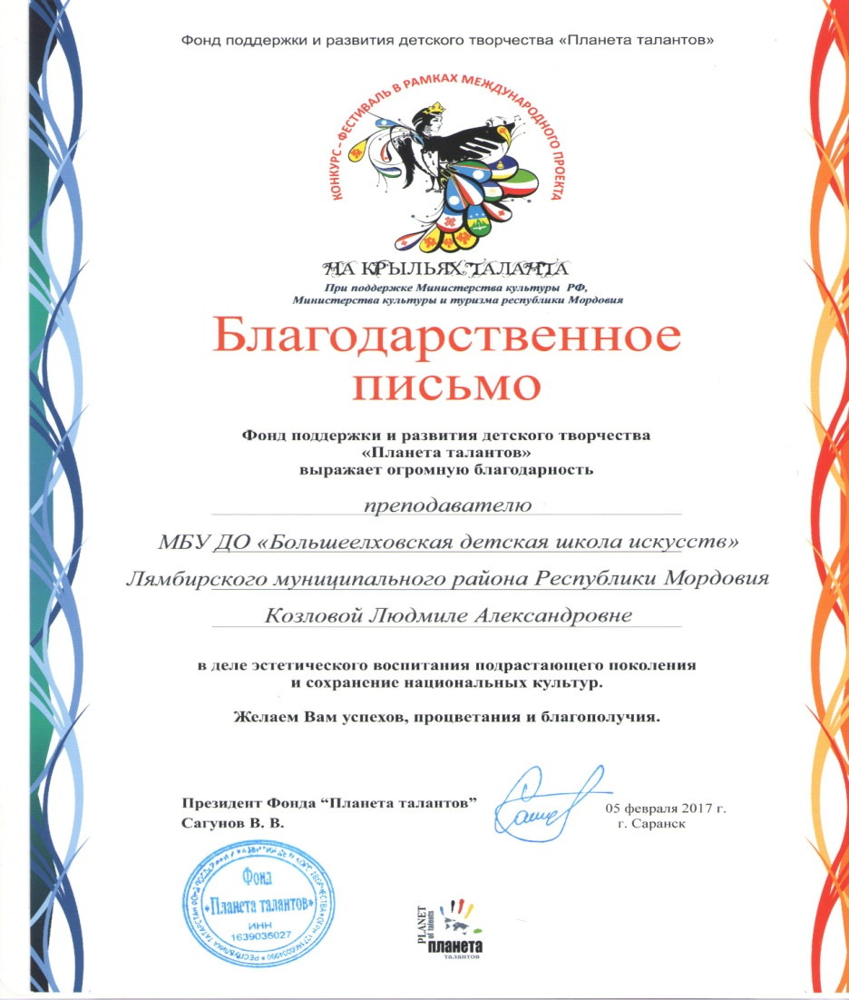 Фонд поддержки и развития детского творчества «Планета талантов»
КОНКУРС – ФЕСТИВАЛЬ В РАМКАХ МЕЖДУНАРОДНОГО ПРОЕКТА
НА КРЫЛЬЯХ ТАЛАНТА
При поддержке Министерства культуры РФ,
Министерства культуры и туризма республики Мордовия
Благодарственное
письмо
Фонд поддержки и развития детского творчества
«Планета талантов»
выражает огромную благодарность
преподавателю
МБУ ДО «Большеелховская детская школа искусств»
Лямбирского муниципального района Республики Мордовия
Козловой Людмиле Александровне
в деле эстетического воспитания подрастающего поколения
и сохранение национальных культур.
Желаем Вам успехов, процветания и благополучия.
Президент Фонда “Планета талантов”
Сагунов В. В.
05 февраля 2017 г.
г. Саранск
Фонд
«Планета талантов»
ИНН
1639035027
РЕСПУБЛИКА ТАТАРСТАН
PLANET
of talents
планета
талантов